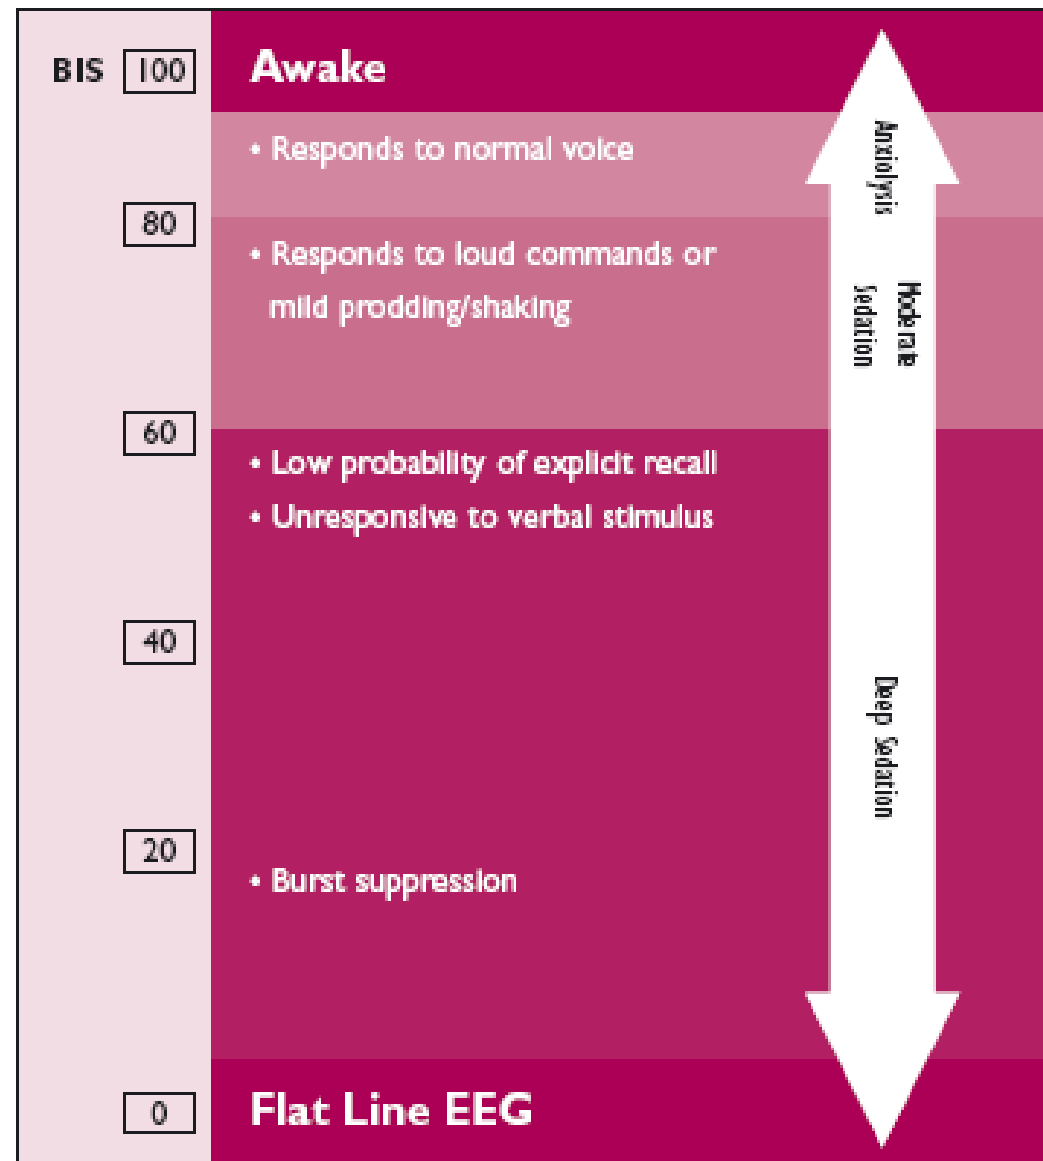 BIS 100 Awake
• Responds to normal voice
Anxiolysis
80
• Responds to loud commands or
mild prodding/shaking
Moderate
Sedation
60
• Low probability of explicit recall
• Unresponsive to verbal stimulus
40
Deep Sedation
20
• Burst suppression
0 Flat Line EEG